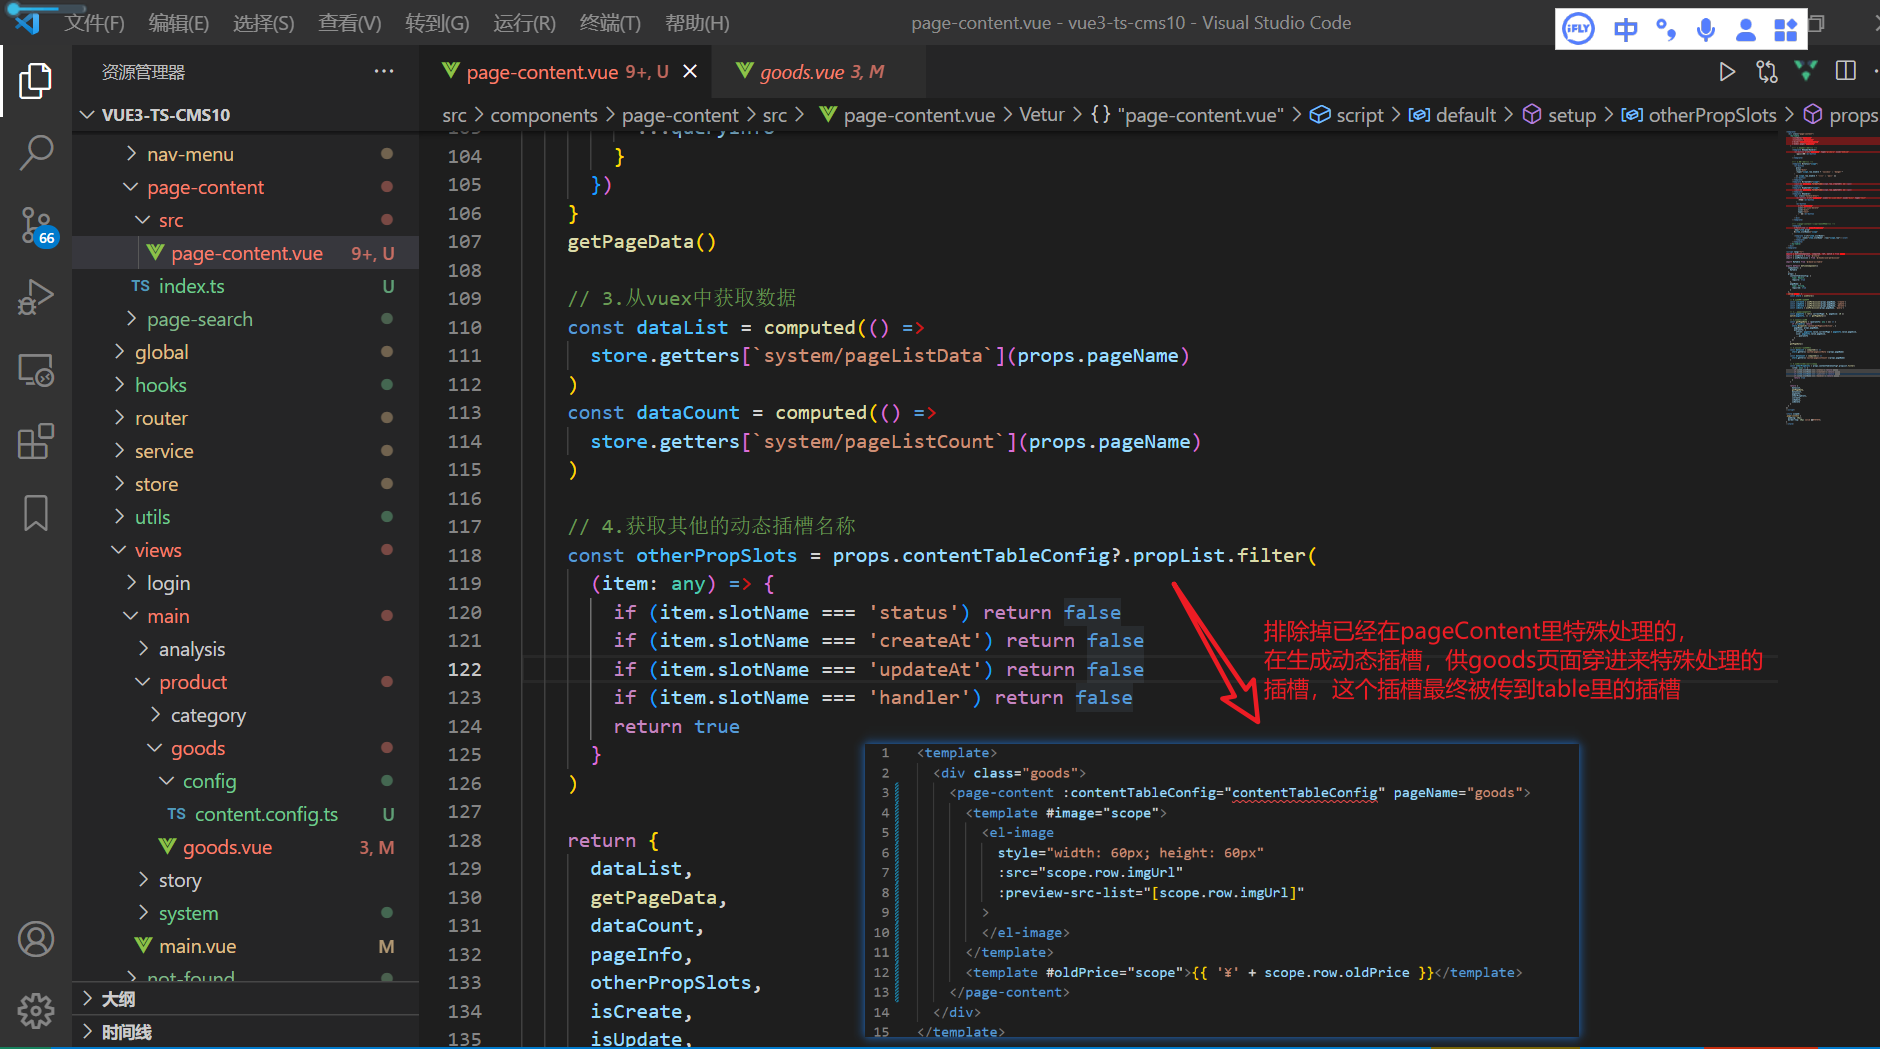 文件(F) 编辑(E) 选择(S) 查看(V) 转到(G) 运行(R) 终端(T) 帮助(H)
page-content.vue - vue3-ts-cms10 - Visual Studio Code
iFLY 中
资源管理器 ···
page-content.vue 9+, U
goods.vue 3, M
src > components > page-content > src > page-content.vue > Vetur > {} "page-content.vue" > script > default > setup > otherPropSlots > props
VUE3-TS-CMS10
nav-menu
page-content
src
page-content.vue 9+, U
TS index.ts U
page-search
global
hooks
router
service
store
utils
views
login
main
analysis
product
category
goods
config
TS content.config.ts U
goods.vue 3, M
story
system
main.vue M
not-found
大纲
时间线
66
103 ...queryInfo
104 }
105 })
106 }
107 getPageData()
108
109 // 3.从vuex中获取数据
110 const dataList = computed(() =>
111 store.getters[`system/pageListData`](props.pageName)
112 )
113 const dataCount = computed(() =>
114 store.getters[`system/pageListCount`](props.pageName)
115 )
116
117 // 4.获取其他的动态插槽名称
118 const otherPropSlots = props.contentTableConfig?.propList.filter(
119 (item: any) => {
120 if (item.slotName === 'status') return false
121 if (item.slotName === 'createAt') return false
122 if (item.slotName === 'updateAt') return false
123 if (item.slotName === 'handler') return false
124 return true
125 }
126 )
127
128 return {
129 dataList,
130 getPageData,
131 dataCount,
132 pageInfo,
133 otherPropSlots,
134 isCreate,
135 isUpdate,
排除掉已经在pageContent里特殊处理的，
在生成动态插槽，供goods页面穿进来特殊处理的
插槽，这个插槽最终被传到table里的插槽
1 <template>
2 <div class="goods">
3 <page-content :contentTableConfig="contentTableConfig" pageName="goods">
4 <template #image="scope">
5 <el-image
6 style="width: 60px; height: 60px"
7 :src="scope.row.imgUrl"
8 :preview-src-list="[scope.row.imgUrl]"
9 >
10 </el-image>
11 </template>
12 <template #oldPrice="scope">{{ '¥' + scope.row.oldPrice }}</template>
13 </page-content>
14 </div>
15 </template>